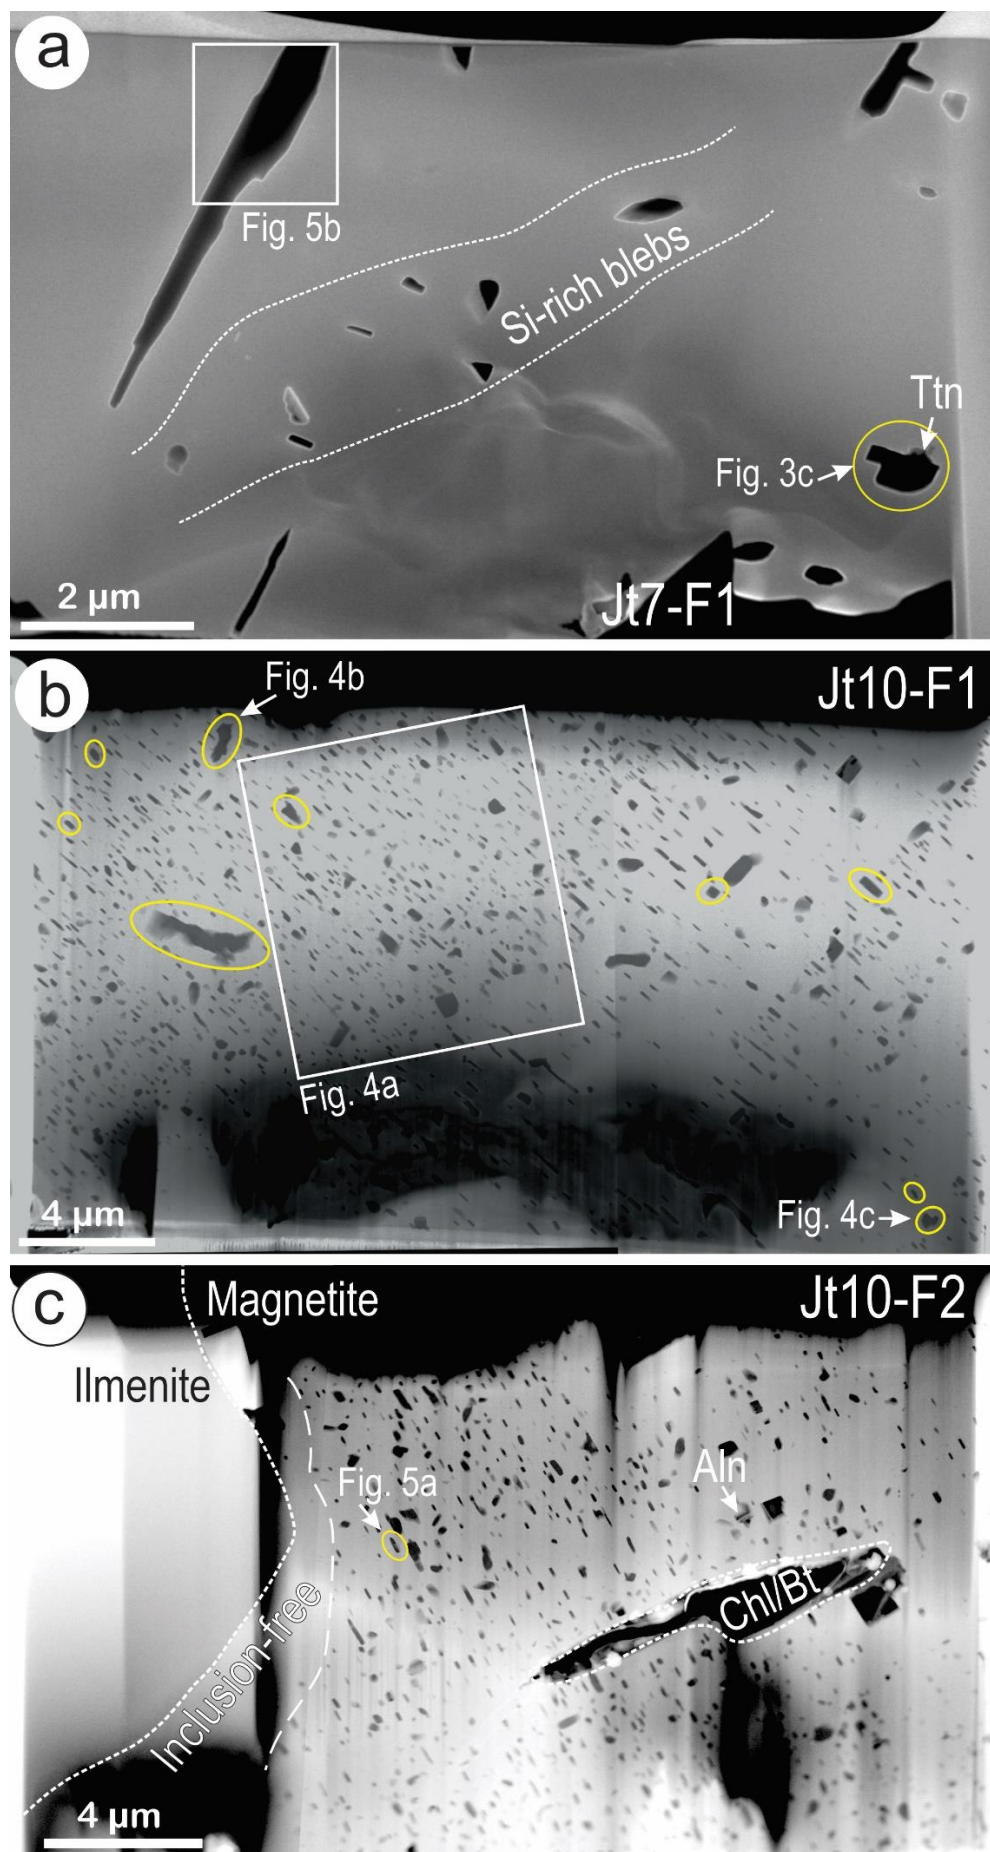 a
Fig. 5b
Si-rich blebs
Ttn
Fig. 3c
2 µm
Jt7-F1
b
Fig. 4b
Jt10-F1
Fig. 4a
4 µm
Fig. 4c
c
Magnetite
Jt10-F2
Ilmenite
Fig. 5a
Aln
Chl/Bt
Inclusion-free
4 µm